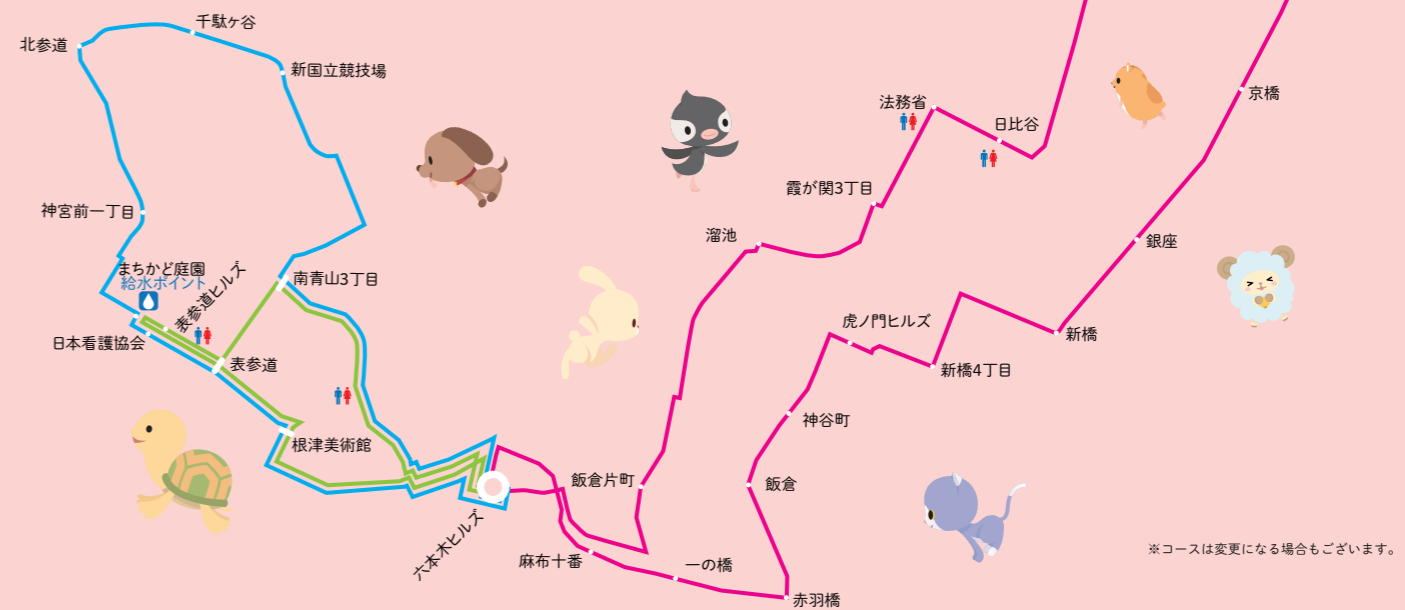 千駄ヶ谷
北参道
新国立競技場
神宮前一丁目
まちかど庭園
給水ポイント
表参道ヒルズ
南青山3丁目
日本看護協会
表参道
根津美術館
六本木ヒルズ
法務省
日比谷
京橋
霞が関3丁目
溜池
銀座
虎ノ門ヒルズ
新橋
新橋4丁目
神谷町
飯倉片町
飯倉
麻布十番
一の橋
赤羽橋
※コースは変更になる場合もございます。